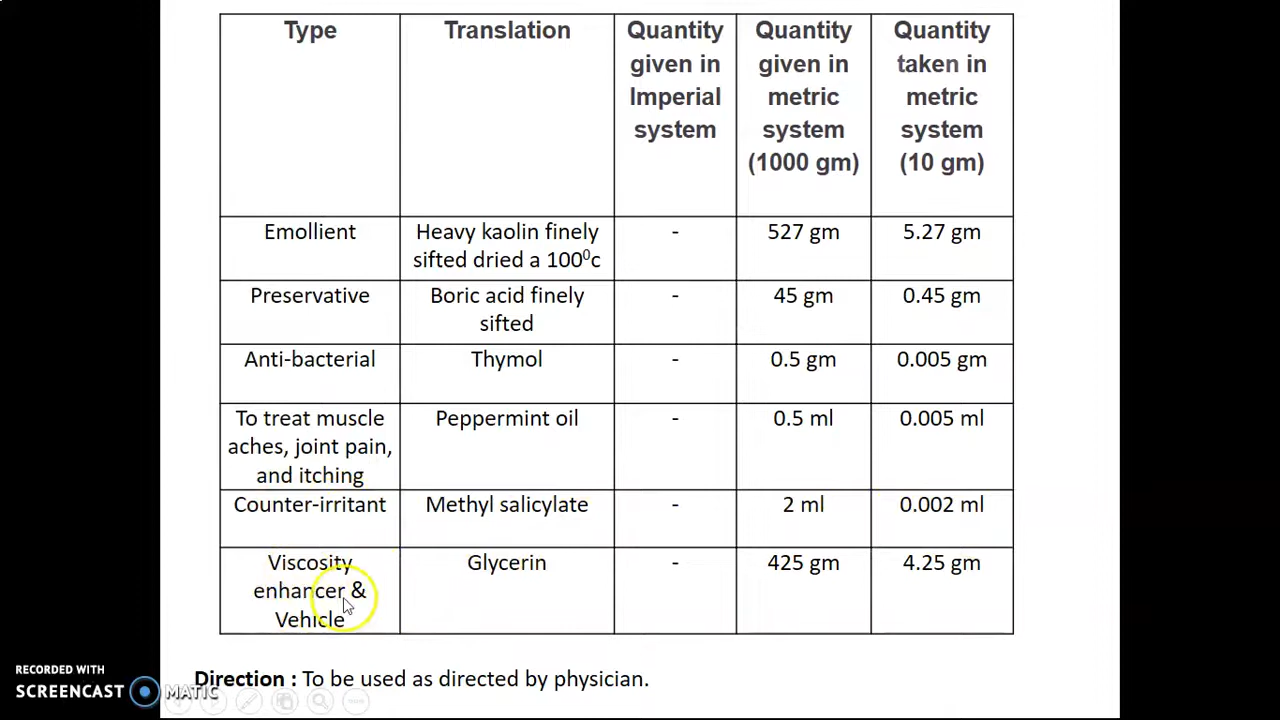 Type Translation Quantity Quantity Quantity
given in given in taken in
Imperial metric metric
system system system
(1000 gm) (10 gm)
Emollient Heavy kaolin finely - 527 gm 5.27 gm
sifted dried a 100⁰c
Preservative Boric acid finely - 45 gm 0.45 gm
sifted
Anti-bacterial Thymol - 0.5 gm 0.005 gm
To treat muscle Peppermint oil - 0.5 ml 0.005 ml
aches, joint pain,
and itching
Counter-irritant Methyl salicylate - 2 ml 0.002 ml
Viscosity Glycerin - 425 gm 4.25 gm
enhancer &
Vehicle
Direction : To be used as directed by physician.
RECORDED WITH
SCREENCAST MATIC